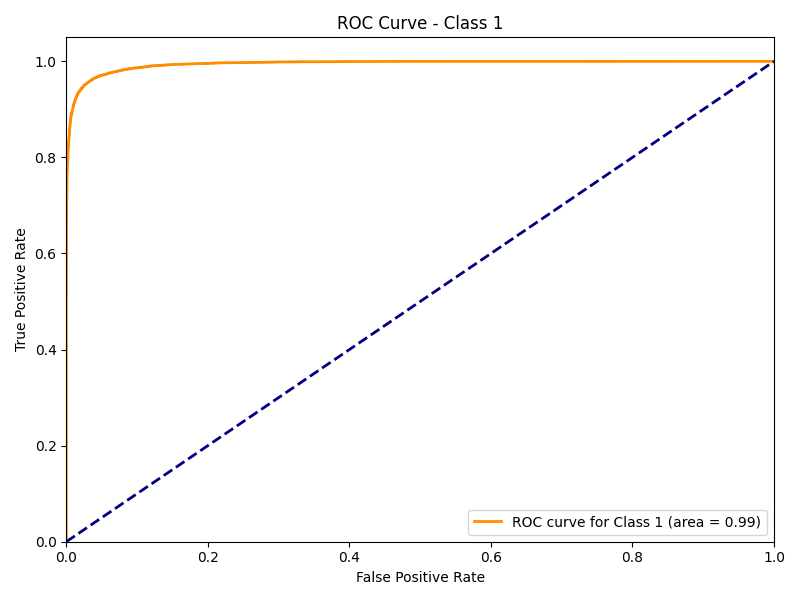 ROC Curve - Class 1
True Positive Rate
1.0
0.8
0.6
0.4
0.2
0.0
ROC curve for Class 1 (area = 0.99)
0.0 0.2 0.4 0.6 0.8 1.0
False Positive Rate